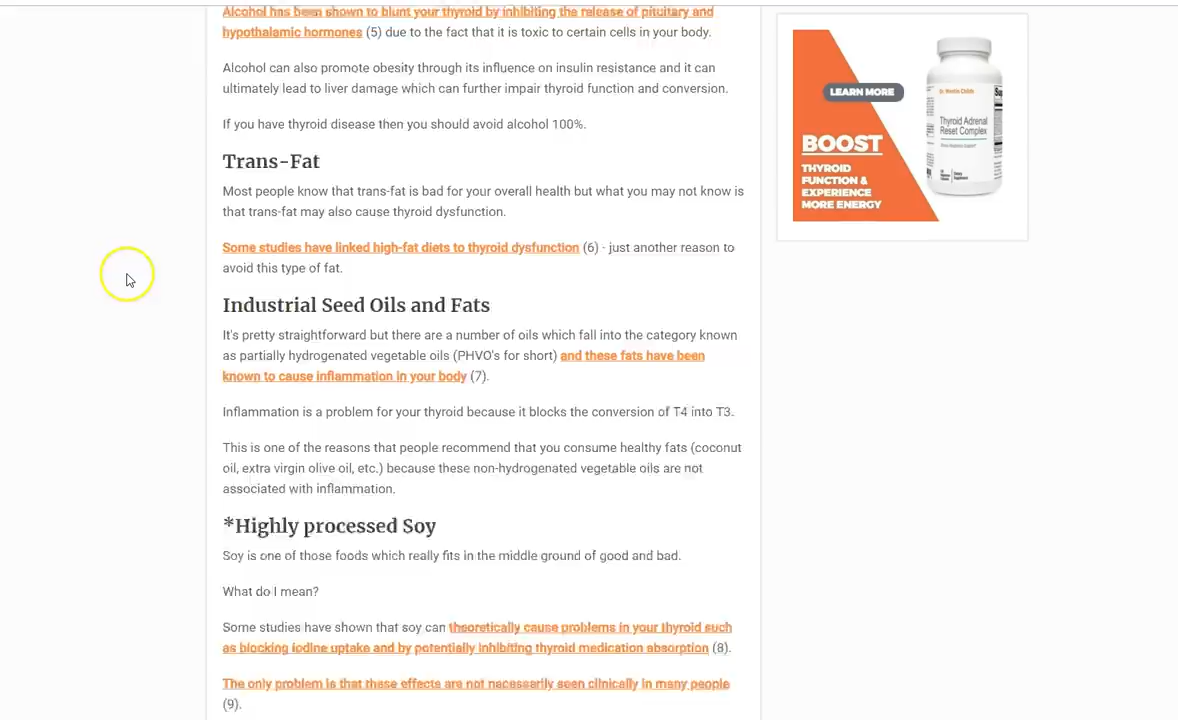 Alcohol has been shown to blunt your thyroid by inhibiting the release of pituitary and
hypothalamic hormones (5) due to the fact that it is toxic to certain cells in your body.
Alcohol can also promote obesity through its influence on insulin resistance and it can
ultimately lead to liver damage which can further impair thyroid function and conversion.
If you have thyroid disease then you should avoid alcohol 100%.
Trans-Fat
Most people know that trans-fat is bad for your overall health but what you may not know is
that trans-fat may also cause thyroid dysfunction.
Some studies have linked high-fat diets to thyroid dysfunction (6) - just another reason to
avoid this type of fat.
Industrial Seed Oils and Fats
It's pretty straightforward but there are a number of oils which fall into the category known
as partially hydrogenated vegetable oils (PHVO's for short) and these fats have been
known to cause inflammation in your body (7).
Inflammation is a problem for your thyroid because it blocks the conversion of T4 into T3.
This is one of the reasons that people recommend that you consume healthy fats (coconut
oil, extra virgin olive oil, etc.) because these non-hydrogenated vegetable oils are not
associated with inflammation.
*Highly processed Soy
Soy is one of those foods which really fits in the middle ground of good and bad.
What do I mean?
Some studies have shown that soy can theoretically cause problems in your thyroid such
as blocking iodine uptake and by potentially inhibiting thyroid medication absorption (8).
The only problem is that these effects are not necessarily seen clinically in many people
(9).
LEARN MORE
BOOST
THYROID
FUNCTION &
EXPERIENCE
MORE ENERGY
Dr. Westin Childs
Thyroid Adrenal
Reset Complex